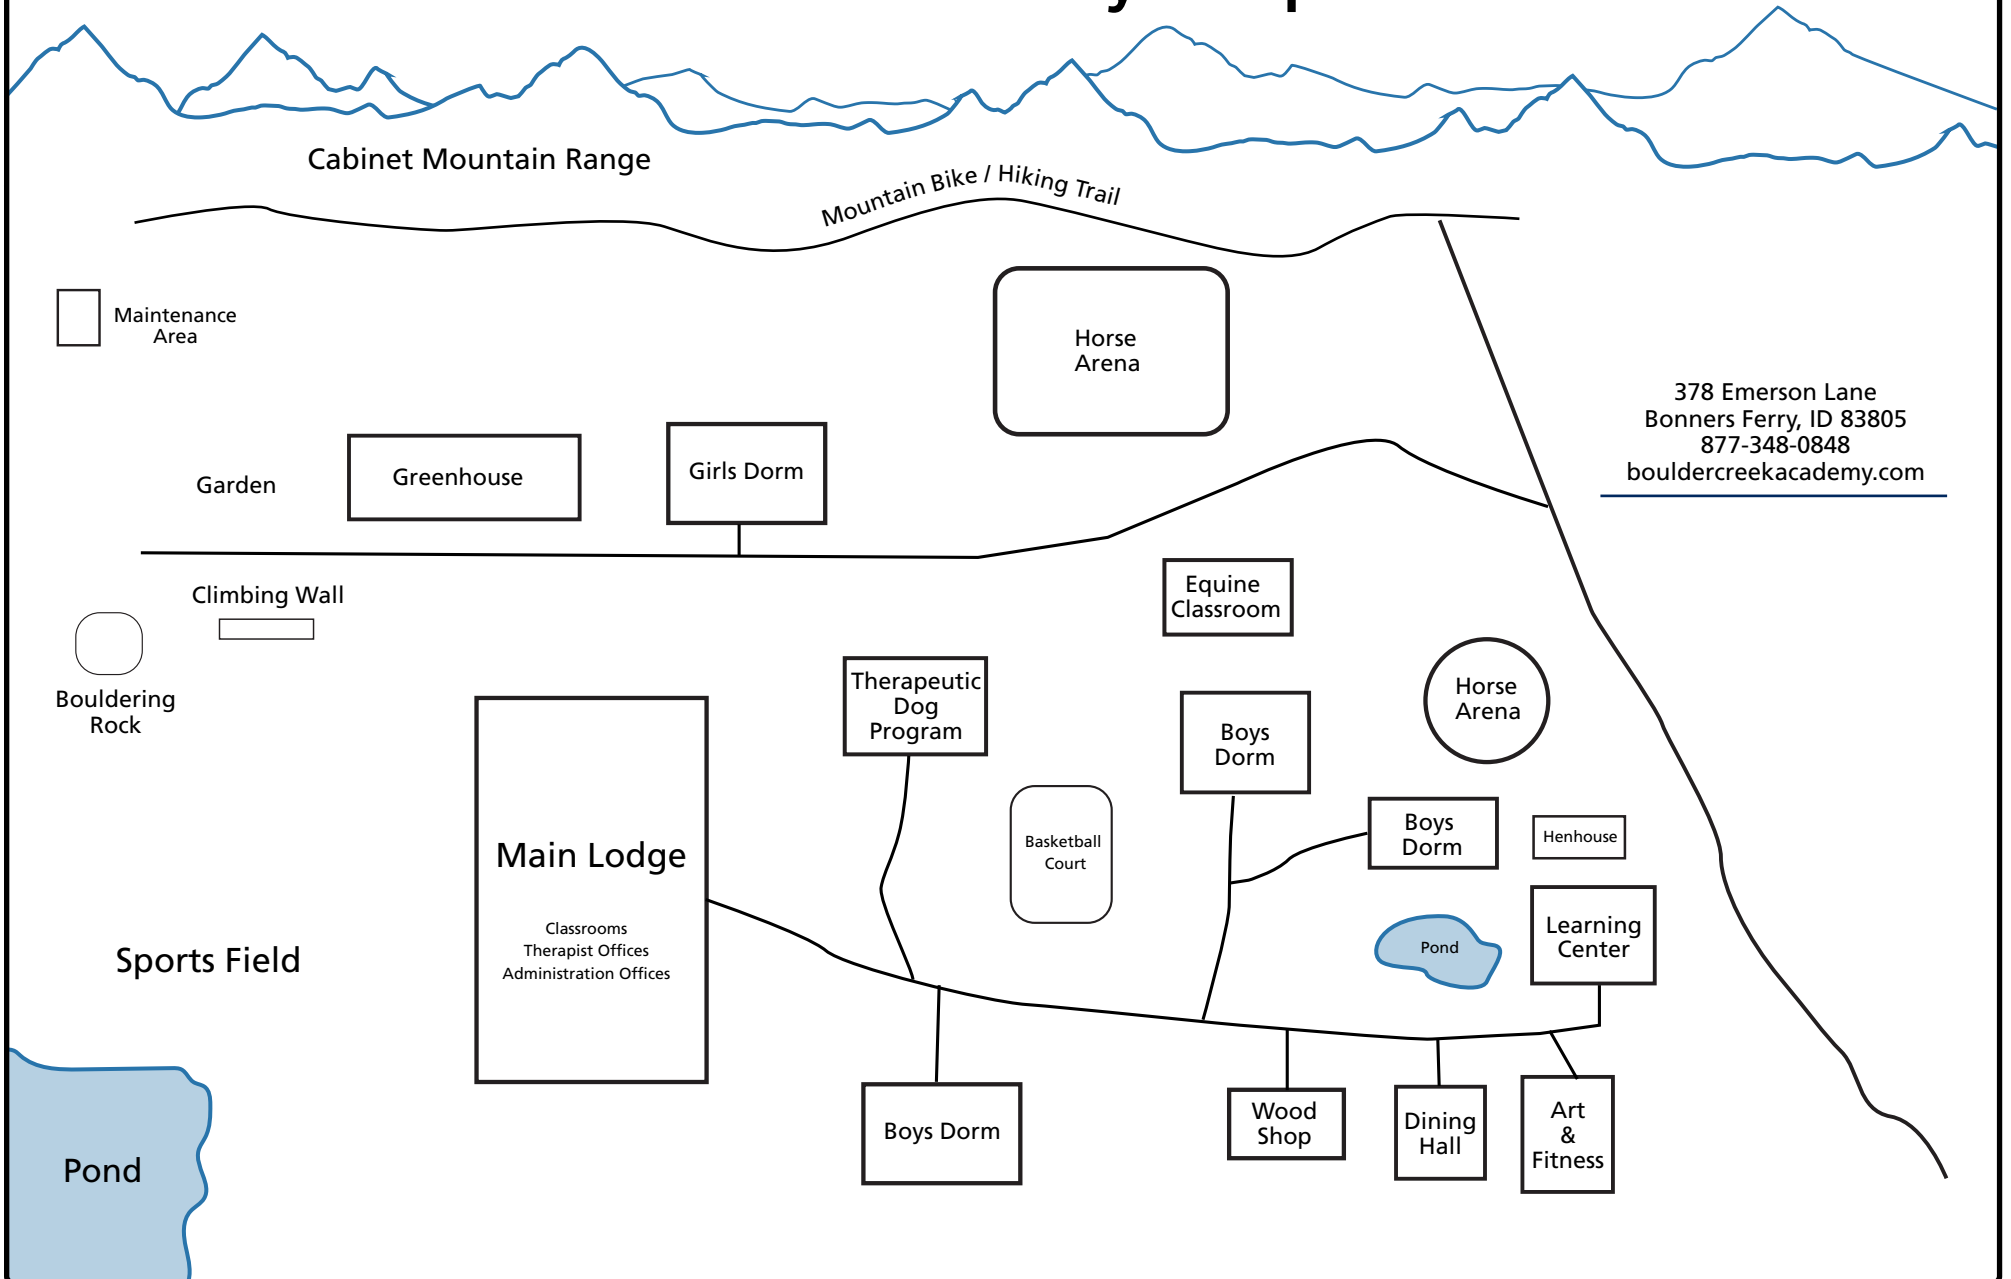 Cabinet Mountain Range
Mountain Bike / Hiking Trail
Maintenance
Area
Horse
Arena
378 Emerson Lane
Bonners Ferry, ID 83805
877-348-0848
bouldercreekacademy.com
Garden
Greenhouse
Girls Dorm
Climbing Wall
Bouldering
Rock
Equine
Classroom
Therapeutic
Dog
Program
Boys
Dorm
Horse
Arena
Main Lodge
Classrooms
Therapist Offices
Administration Offices
Basketball
Court
Boys
Dorm
Henhouse
Pond
Learning
Center
Sports Field
Pond
Boys Dorm
Wood
Shop
Dining
Hall
Art
&
Fitness